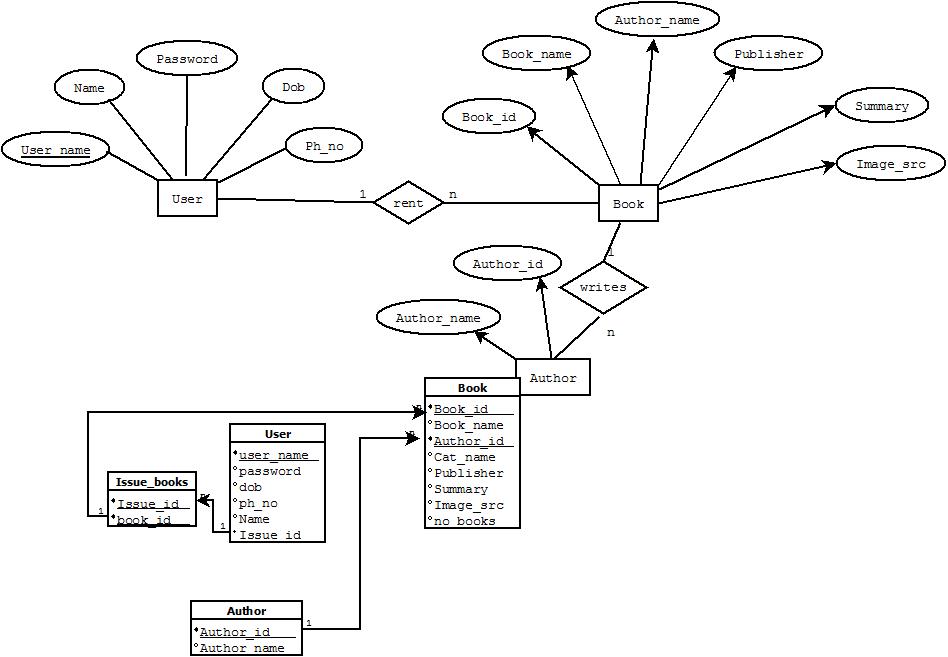 Author_name
Book_name
Publisher
Password
Name
Dob
Summary
Book_id
User_name
Ph_no
Image_src
User
1
rent
n
Book
1
Author_id
writes
Author_name
n
Author
Book
Book_id
Book_name
Author_id
Cat_name
Publisher
Summary
Image_src
no_books
User
user_name
password
dob
ph_no
Name
Issue_id
1
Issue_books
Issue_id
book_id
1
n
n
n
Author
Author_id
Author_name
1